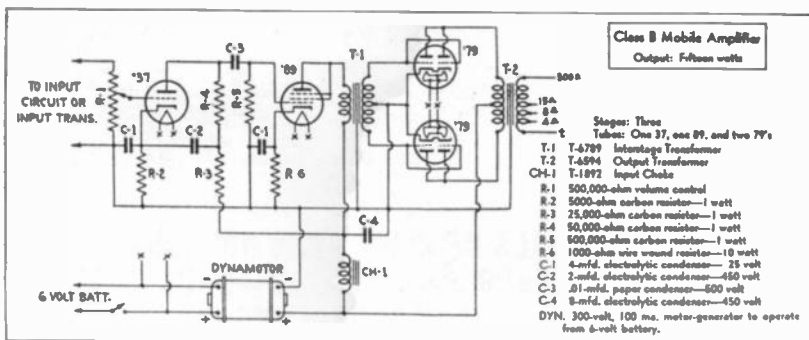 Class B Mobile Amplifier
Output: Fifteen watts
TO INPUT
CIRCUIT OR
INPUT TRANS.
R-1
'37
C-3
R-4
R-5
'89
T-1
'79
'79
T-2
500Ω
15Ω
8Ω
4Ω
t
C-1
C-2
C-1
R-2
R-3
R-6
X X
X X
X X
C-4
CH-1
X X
DYNAMOTOR
6 VOLT BATT.
- -
+ +
Stages: Three
Tubes: One 37, one 89, and two 79's
T-1 T-6789 Interstage Transformer
T-2 T-6594 Output Transformer
CH-1 T-1892 Input Choke
R-1 500,000-ohm volume control
R-2 5000-ohm carbon resistor—1 watt
R-3 25,000-ohm carbon resistor—1 watt
R-4 50,000-ohm carbon resistor—1 watt
R-5 500,000-ohm carbon resistor—1 watt
R-6 1000-ohm wire wound resistor—10 watt
C-1 4-mfd. electrolytic condenser—25 volt
C-2 2-mfd. electrolytic condenser—450 volt
C-3 .01-mfd. paper condenser—600 volt
C-4 8-mfd. electrolytic condenser—450 volt
DYN. 300-volt, 100 ma. motor-generator to operate
from 6-volt battery.